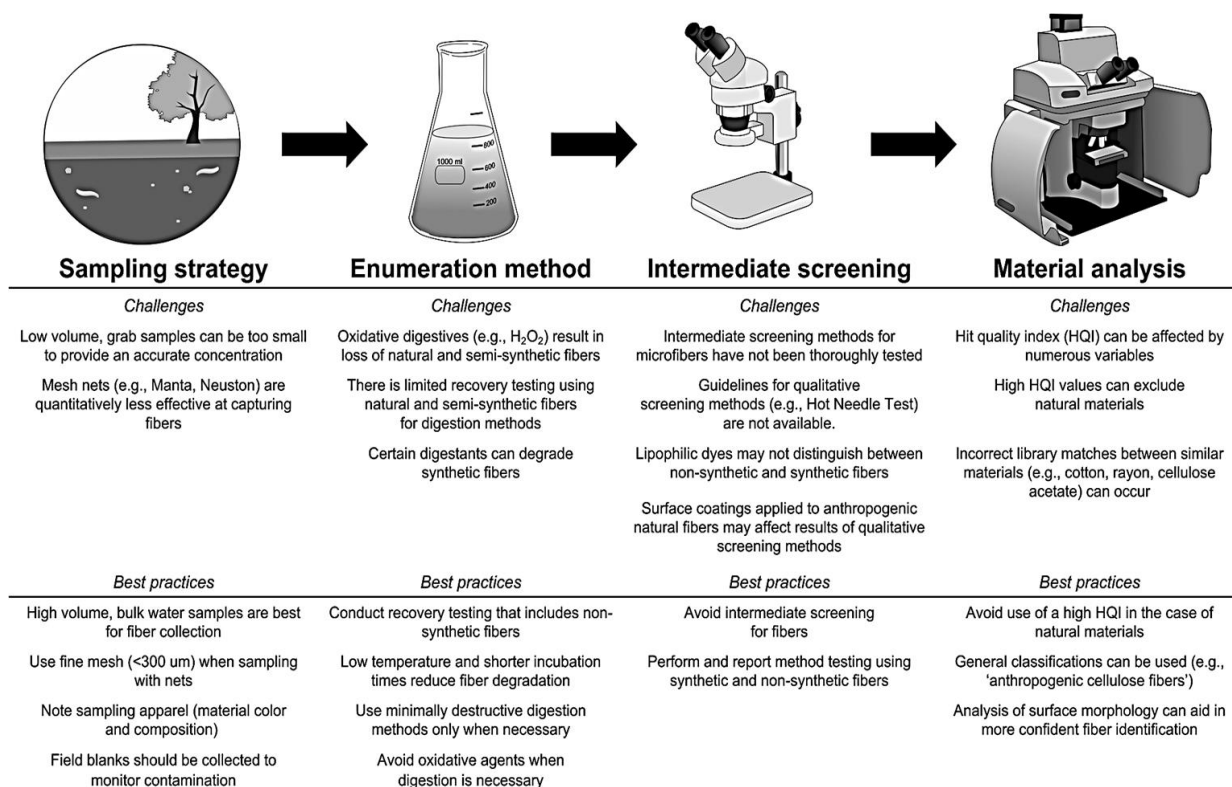 1000 ml
800
600
400
200
Sampling strategy
Enumeration method
Intermediate screening
Material analysis
Challenges
Low volume, grab samples can be too small
to provide an accurate concentration
Mesh nets (e.g., Manta, Neuston) are
quantitatively less effective at capturing
fibers
Challenges
Oxidative digestives (e.g., H₂O₂) result in
loss of natural and semi-synthetic fibers
There is limited recovery testing using
natural and semi-synthetic fibers
for digestion methods
Certain digestants can degrade
synthetic fibers
Challenges
Intermediate screening methods for
microfibers have not been thoroughly tested
Guidelines for qualitative
screening methods (e.g., Hot Needle Test)
are not available.
Lipophilic dyes may not distinguish between
non-synthetic and synthetic fibers
Surface coatings applied to anthropogenic
natural fibers may affect results of qualitative
screening methods
Challenges
Hit quality index (HQI) can be affected by
numerous variables
High HQI values can exclude
natural materials
Incorrect library matches between similar
materials (e.g., cotton, rayon, cellulose
acetate) can occur
Best practices
High volume, bulk water samples are best
for fiber collection
Use fine mesh (<300 um) when sampling
with nets
Note sampling apparel (material color
and composition)
Field blanks should be collected to
monitor contamination
Best practices
Conduct recovery testing that includes non-
synthetic fibers
Low temperature and shorter incubation
times reduce fiber degradation
Use minimally destructive digestion
methods only when necessary
Avoid oxidative agents when
digestion is necessary
Best practices
Avoid intermediate screening
for fibers
Perform and report method testing using
synthetic and non-synthetic fibers
Best practices
Avoid use of a high HQI in the case of
natural materials
General classifications can be used (e.g.,
‘anthropogenic cellulose fibers’)
Analysis of surface morphology can aid in
more confident fiber identification